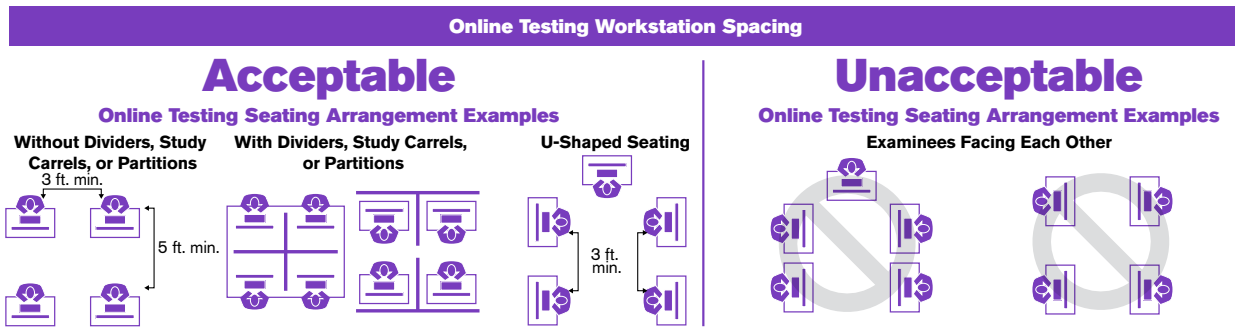 Online Testing Workstation Spacing
Acceptable
Online Testing Seating Arrangement Examples
Without Dividers, Study
Carrels, or Partitions
3 ft. min.
5 ft. min.
With Dividers, Study Carrels,
or Partitions
U-Shaped Seating
3 ft.
min.
Unacceptable
Online Testing Seating Arrangement Examples
Examinees Facing Each Other